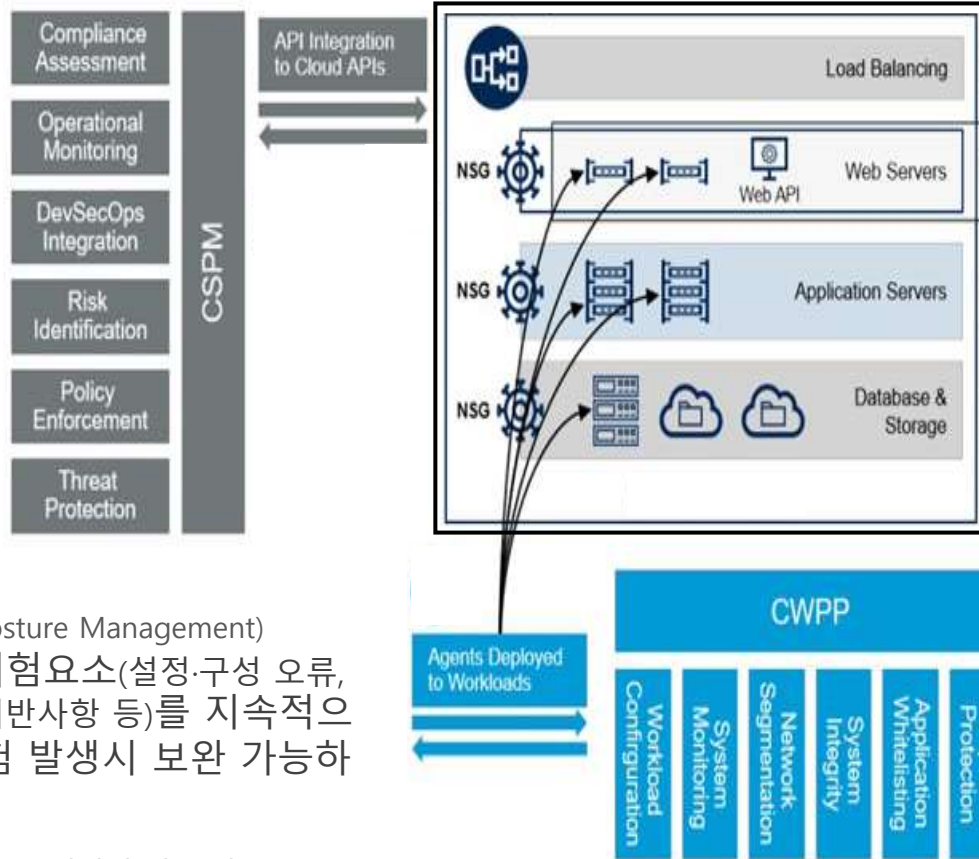 Compliance
Assessment
Operational
Monitoring
DevSecOps
Integration
Risk
Identification
Policy
Enforcement
Threat
Protection
CSPM
API Integration
to Cloud APIs
Load Balancing
NSG
Web API
Web Servers
NSG
Application Servers
NSG
Database &
Storage
osture Management)
험요소(설정·구성 오류,
위반사항 등)를 지속적으
험 발생시 보완 가능하
Agents Deployed
to Workloads
CWPP
Workload
Confirguration
System
Monitoring
Network
Segmentation
System
Integrity
Application
Whitelisting
Protection